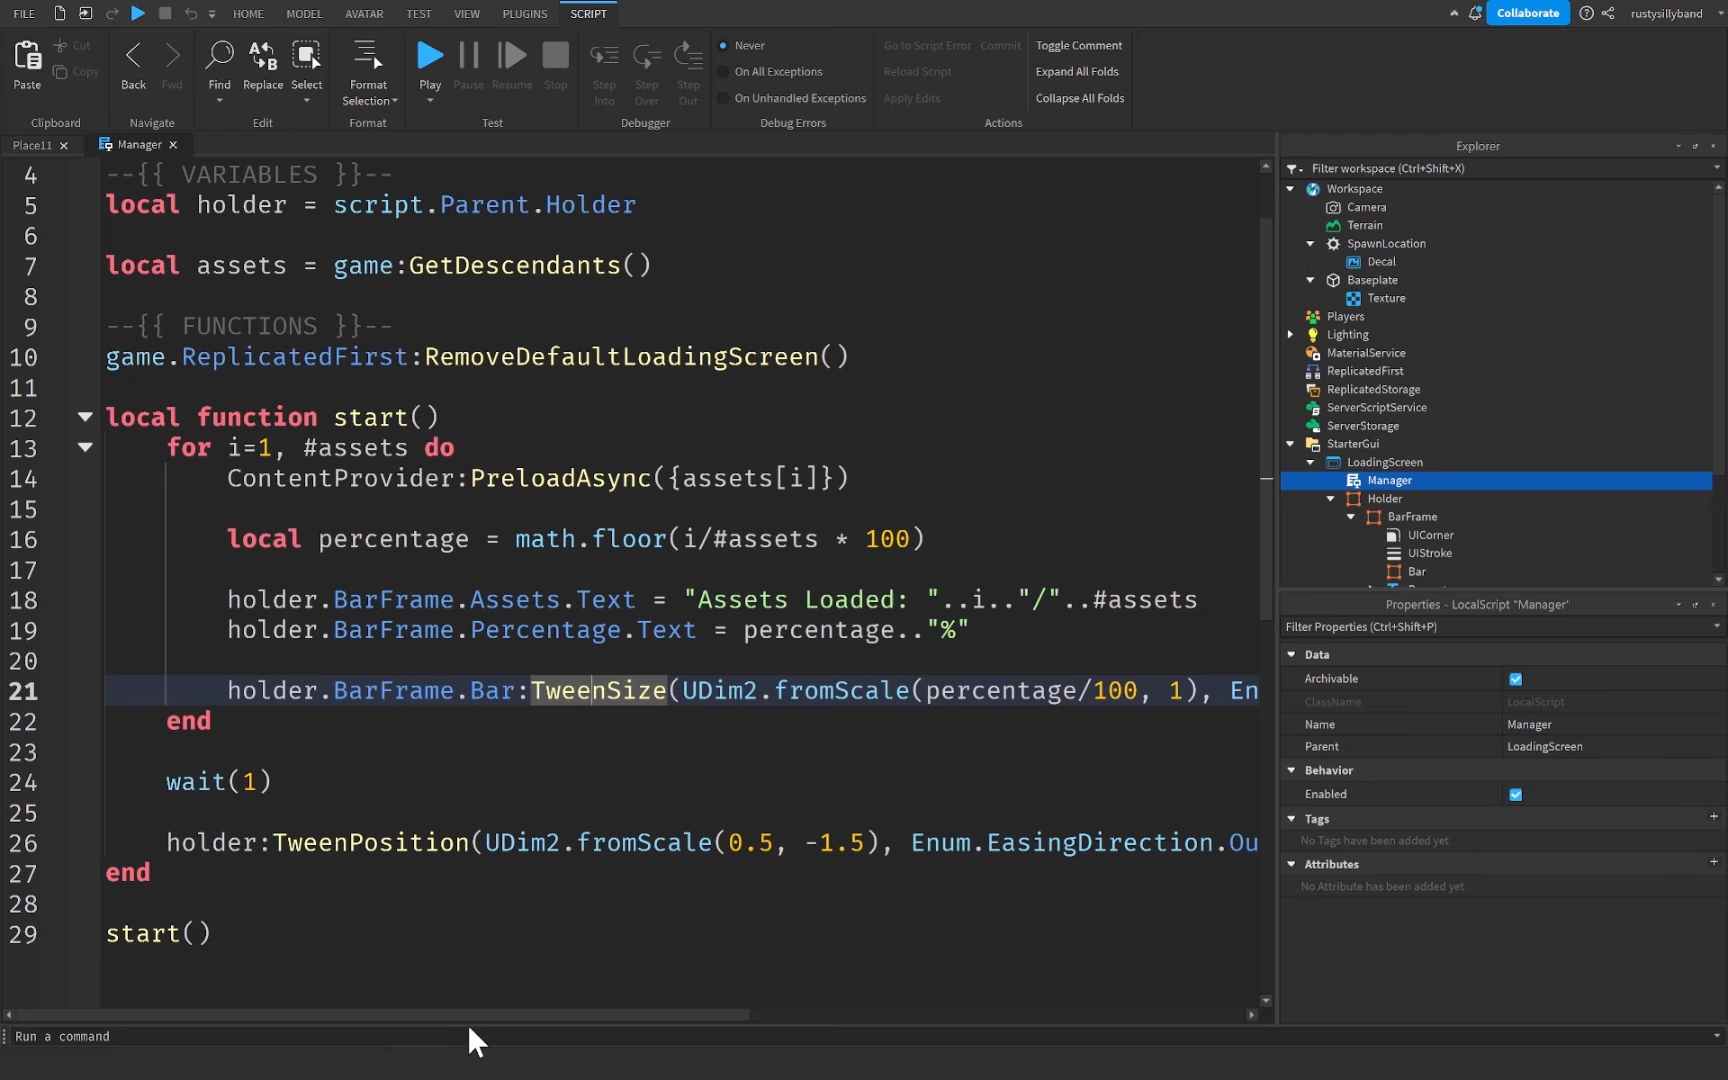 FILE HOME MODEL AVATAR TEST VIEW PLUGINS SCRIPT Collaborate rustysillyband
Paste Cut Copy
Back Fwd
Find Replace Select
Format Selection
Play Pause Resume Stop
Step Into Step Over Step Out
Never
On All Exceptions
On Unhandled Exceptions
Go to Script Error Commit
Reload Script
Apply Edits
Toggle Comment
Expand All Folds
Collapse All Folds
Clipboard Navigate Edit Format Test Debugger Debug Errors Actions
Place11 Manager
4 --{{ VARIABLES }}--
5 local holder = script.Parent.Holder
6
7 local assets = game:GetDescendants()
8
9 --{{ FUNCTIONS }}--
10 game.ReplicatedFirst:RemoveDefaultLoadingScreen()
11
12 local function start()
13 for i=1, #assets do
14 ContentProvider:PreloadAsync({assets[i]})
15
16 local percentage = math.floor(i/#assets * 100)
17
18 holder.BarFrame.Assets.Text = "Assets Loaded: "..i.."/"..#assets
19 holder.BarFrame.Percentage.Text = percentage.."%"
20
21 holder.BarFrame.Bar:TweenSize(UDim2.fromScale(percentage/100, 1), En
22 end
23
24 wait(1)
25
26 holder:TweenPosition(UDim2.fromScale(0.5, -1.5), Enum.EasingDirection.Ou
27 end
28
29 start()
Run a command
Explorer
Filter workspace (Ctrl+Shift+X)
Workspace
Camera
Terrain
SpawnLocation
Decal
Baseplate
Texture
Players
Lighting
MaterialService
ReplicatedFirst
ReplicatedStorage
ServerScriptService
ServerStorage
StarterGui
LoadingScreen
Manager
Holder
BarFrame
UICorner
UIStroke
Bar
Properties - LocalScript "Manager"
Filter Properties (Ctrl+Shift+P)
Data
Archivable
ClassName LocalScript
Name Manager
Parent LoadingScreen
Behavior
Enabled
Tags
No Tags have been added yet
Attributes
No Attribute has been added yet